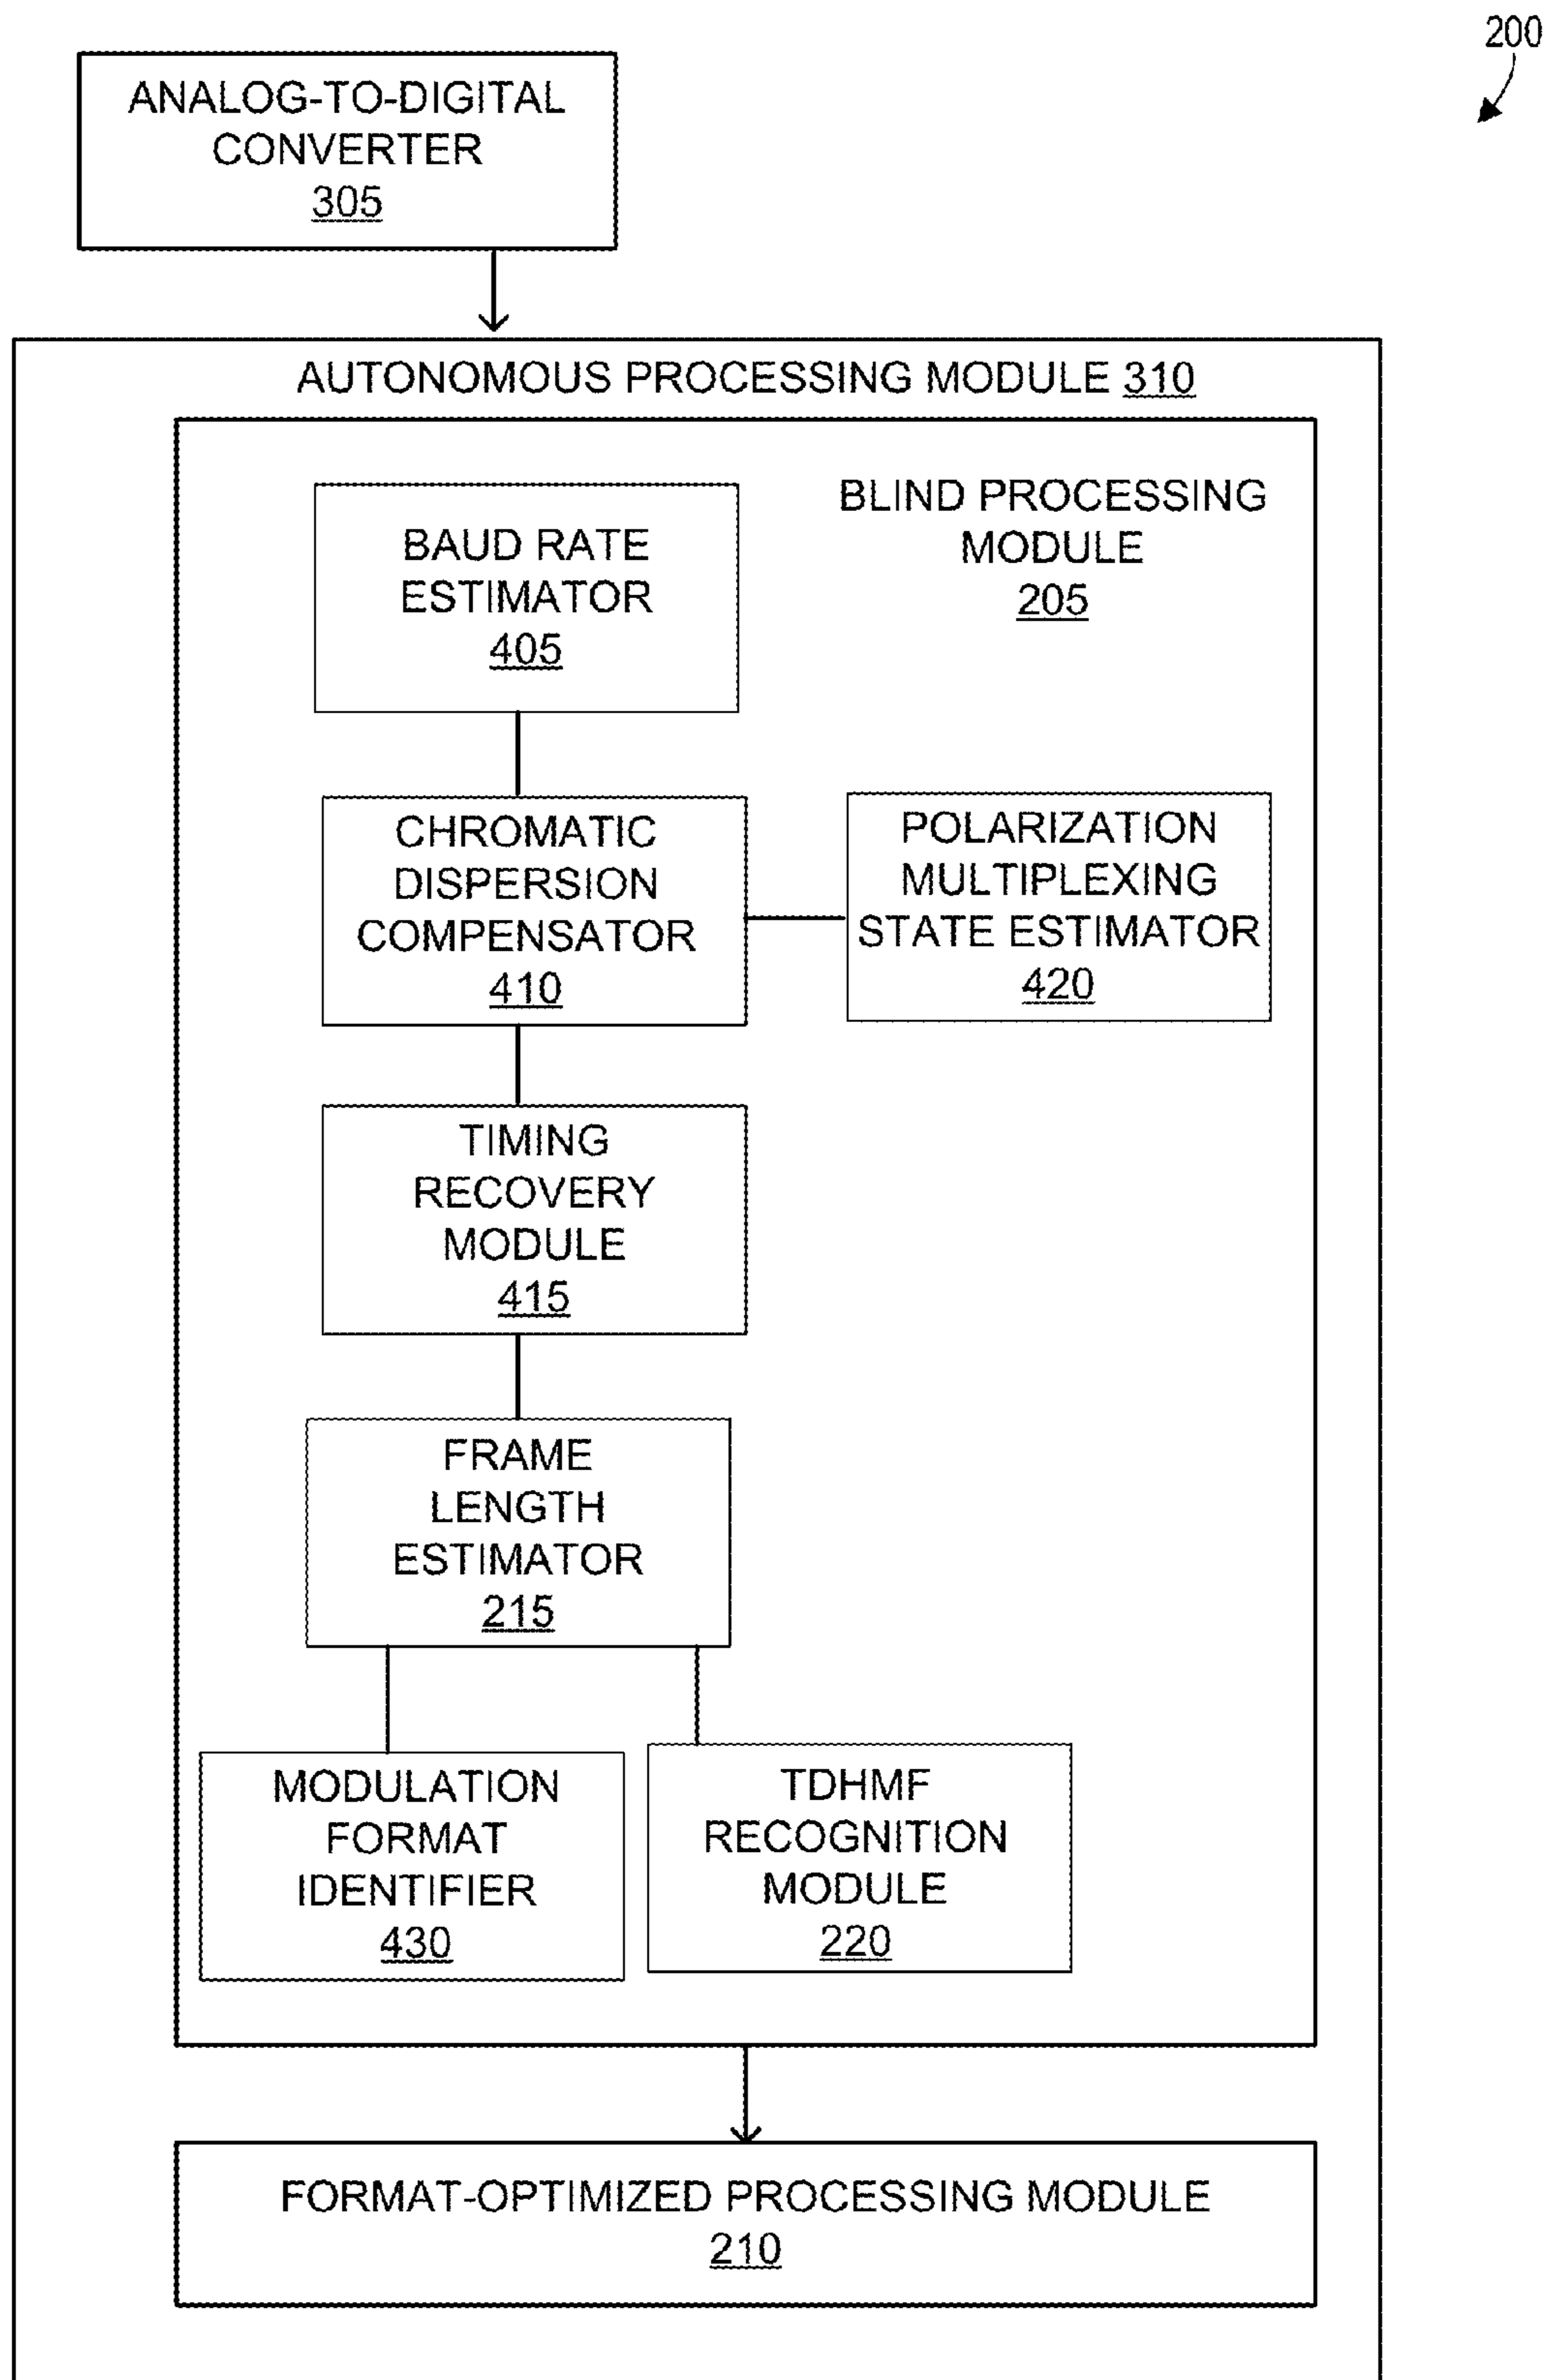 200
ANALOG-TO-DIGITAL
CONVERTER
305
AUTONOMOUS PROCESSING MODULE 310
BLIND PROCESSING
MODULE
205
BAUD RATE
ESTIMATOR
405
CHROMATIC
DISPERSION
COMPENSATOR
410
POLARIZATION
MULTIPLEXING
STATE ESTIMATOR
420
TIMING
RECOVERY
MODULE
415
FRAME
LENGTH
ESTIMATOR
215
MODULATION
FORMAT
IDENTIFIER
430
TDHMF
RECOGNITION
MODULE
220
FORMAT-OPTIMIZED PROCESSING MODULE
210